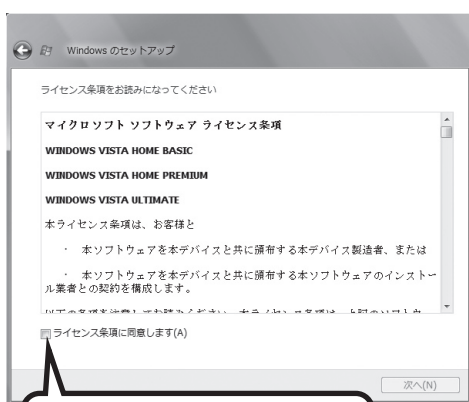 Windows のセットアップ
ライセンス条項をお読みになってください
マイクロソフト ソフトウェア ライセンス条項
WINDOWS VISTA HOME BASIC
WINDOWS VISTA HOME PREMIUM
WINDOWS VISTA ULTIMATE
本ライセンス条項は、お客様と
· 本ソフトウェアを本デバイスと共に頒布する本デバイス製造者、または
· 本ソフトウェアを本デバイスと共に頒布する本ソフトウェアのインストー
ル業者との契約を構成します。
ライセンス条項に同意します(A)
次へ(N)